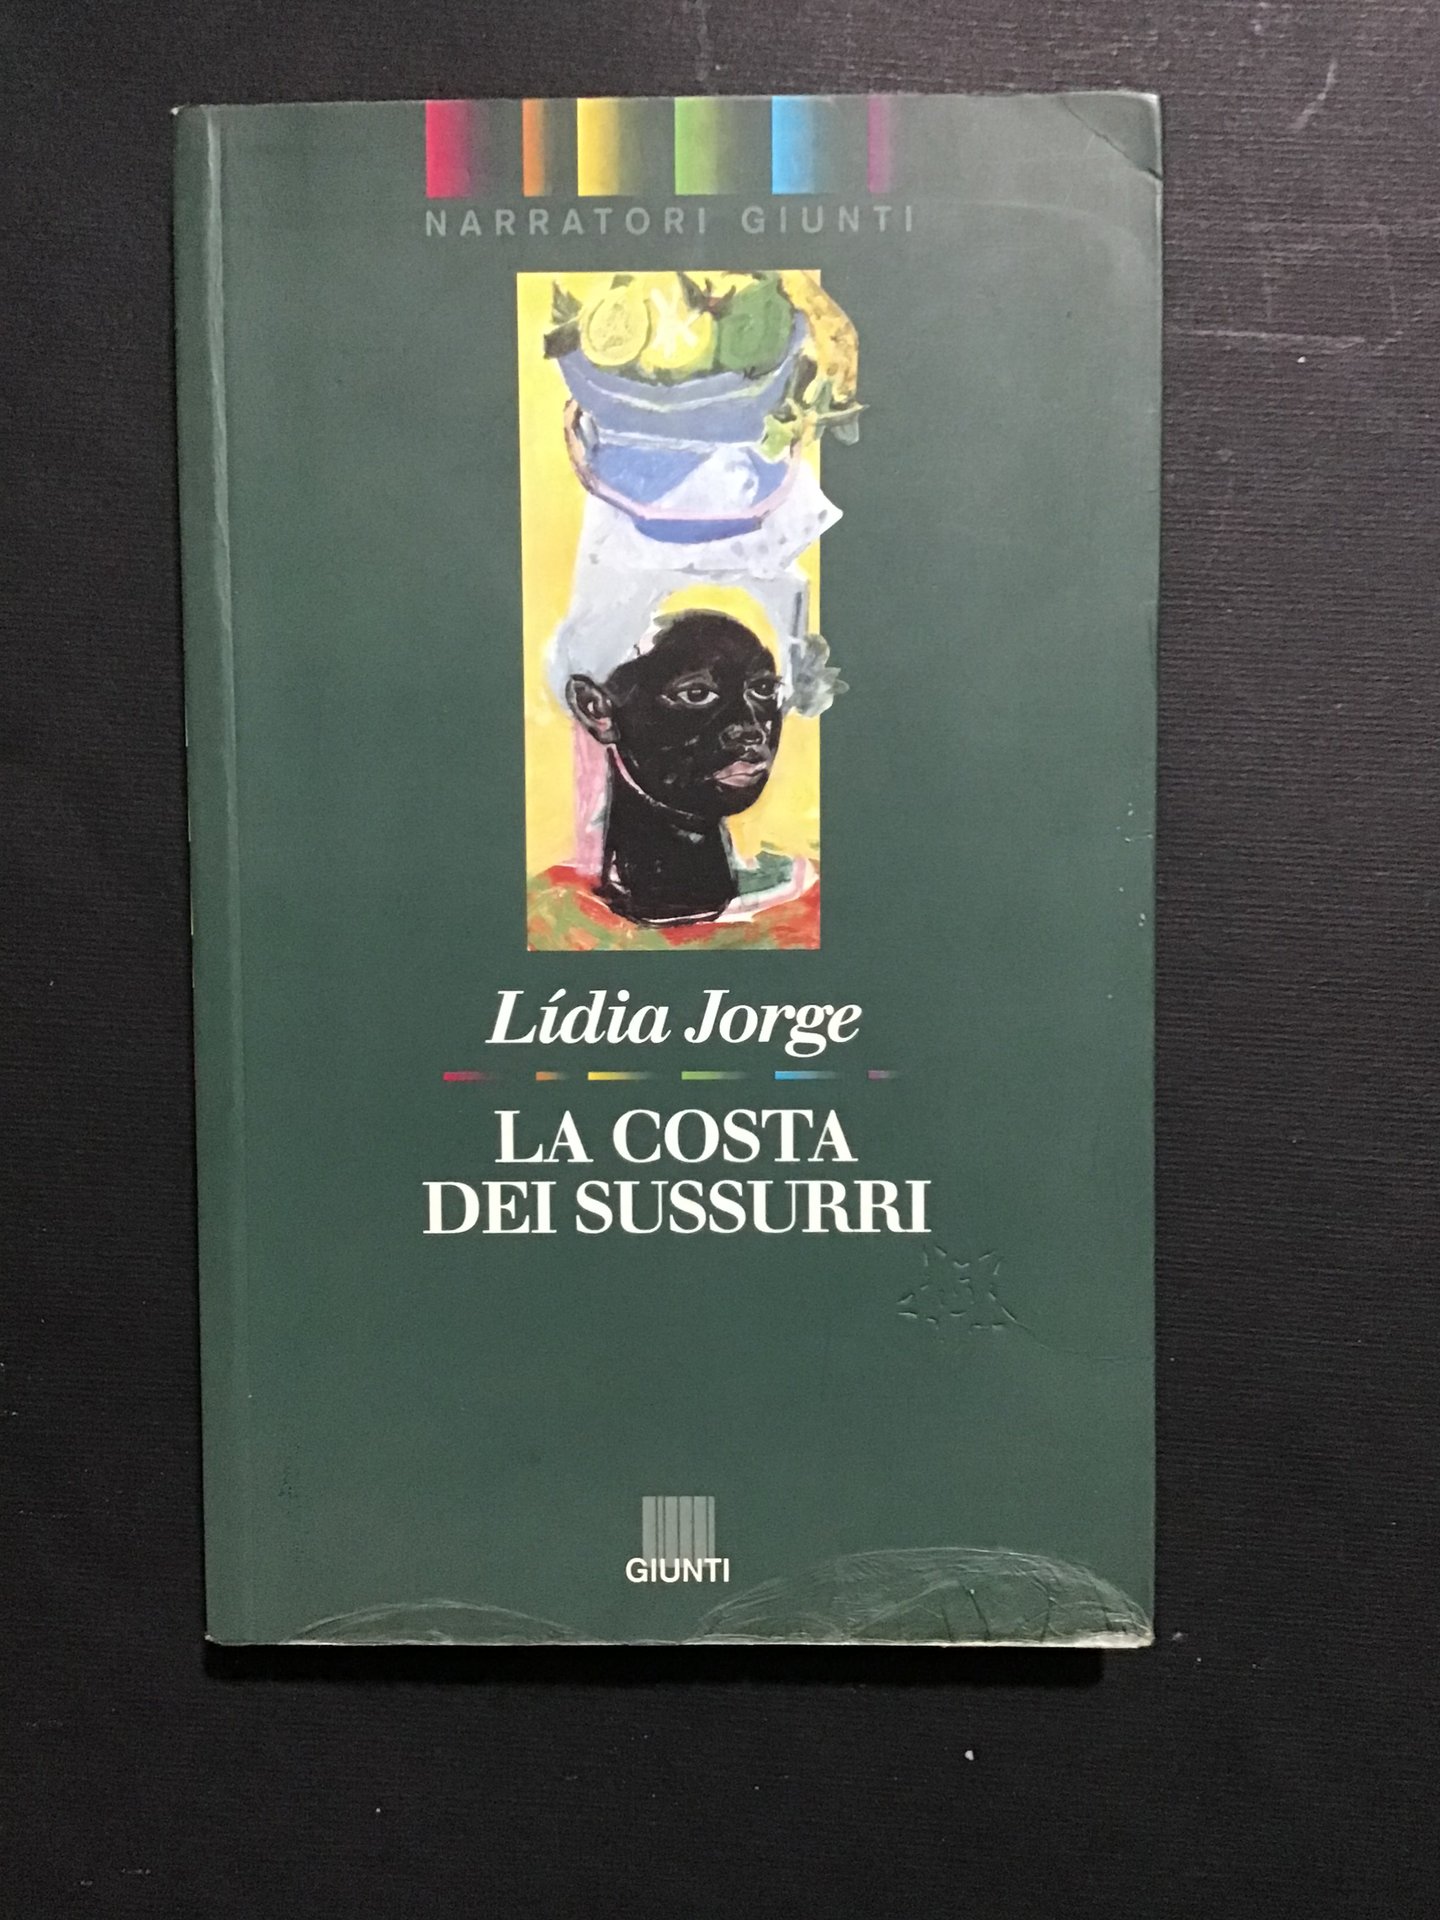 NARRATORI GIUNTI
Lídia Jorge
LA COSTA
DEI SUSSURRI
GIUNTI